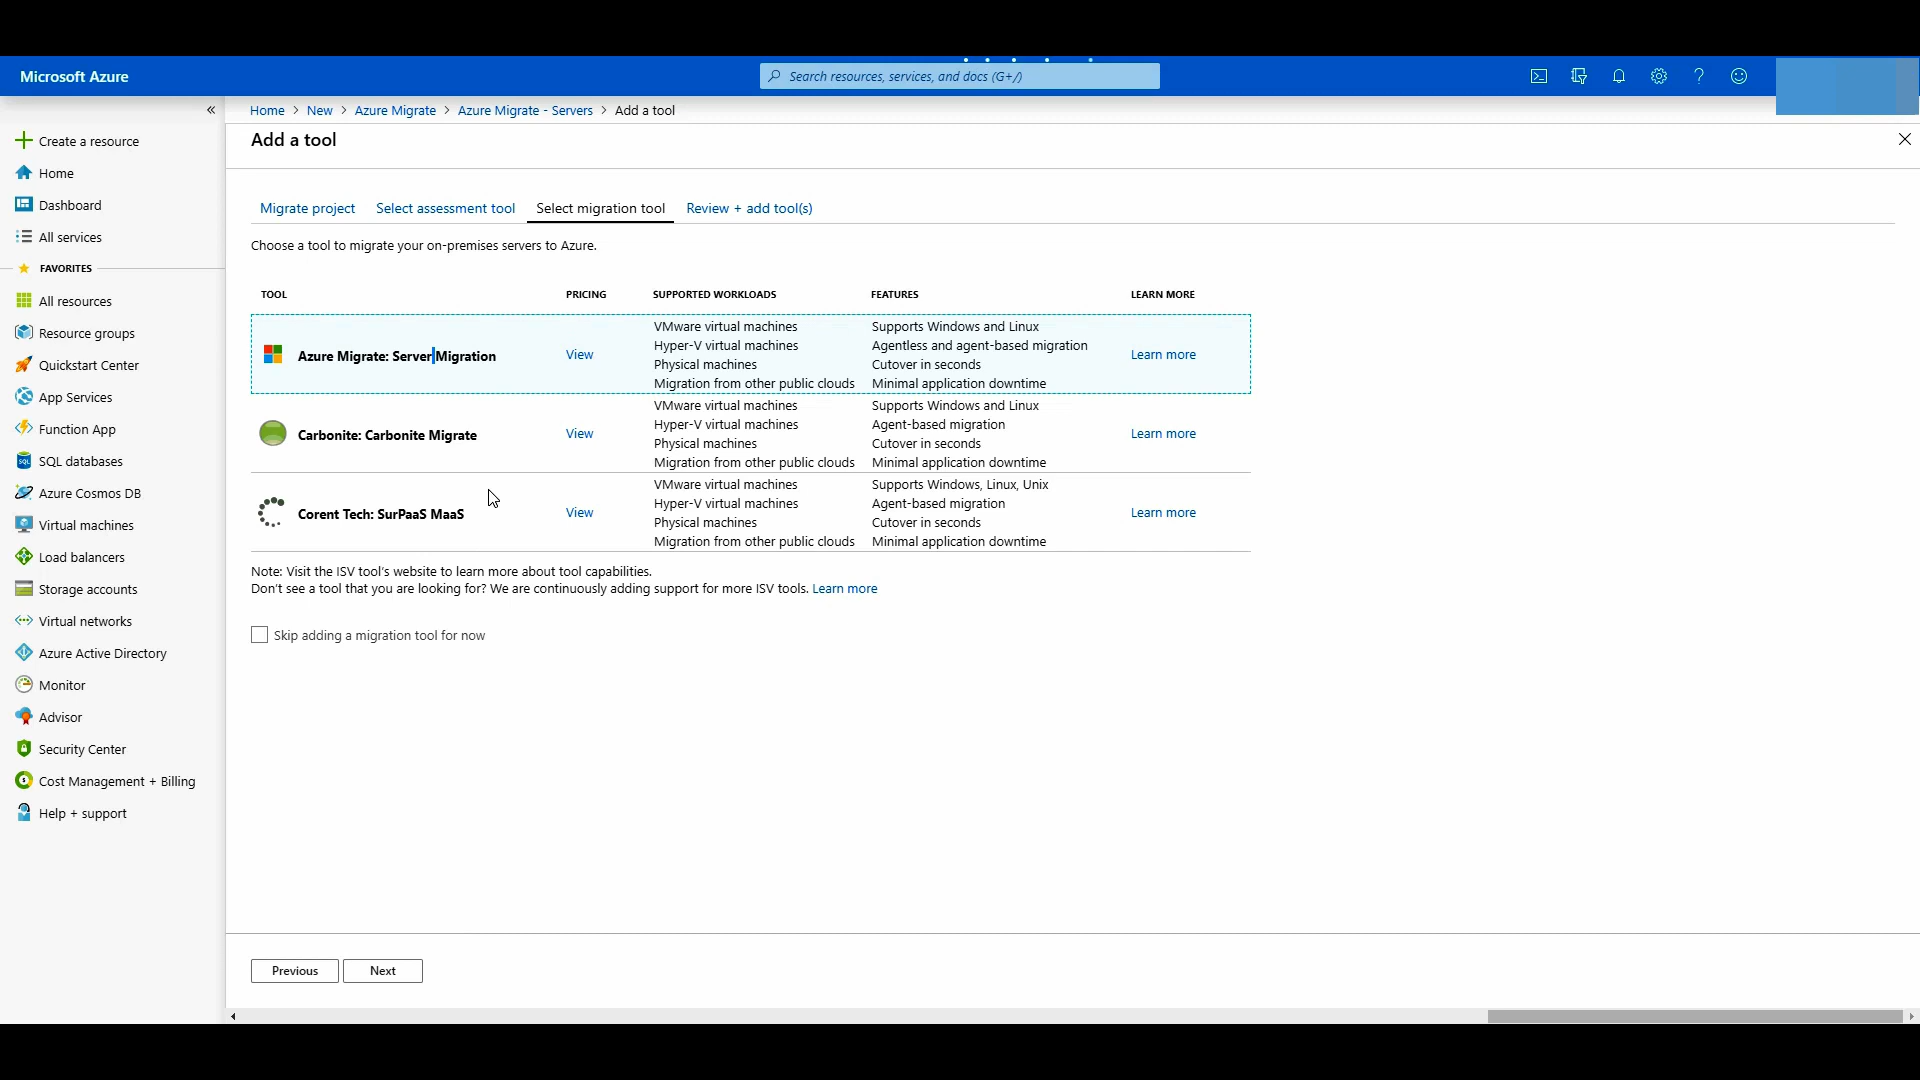 Microsoft Azure
Search resources, services, and docs (G+/)
«
Home > New > Azure Migrate > Azure Migrate - Servers > Add a tool
Add a tool
Create a resource
Home
Dashboard
All services
FAVORITES
All resources
Resource groups
Quickstart Center
App Services
Function App
SQL databases
Azure Cosmos DB
Virtual machines
Load balancers
Storage accounts
Virtual networks
Azure Active Directory
Monitor
Advisor
Security Center
Cost Management + Billing
Help + support
Migrate project Select assessment tool Select migration tool Review + add tool(s)
Choose a tool to migrate your on-premises servers to Azure.
TOOL PRICING SUPPORTED WORKLOADS FEATURES LEARN MORE
Azure Migrate: Server Migration View
VMware virtual machines
Hyper-V virtual machines
Physical machines
Migration from other public clouds
Supports Windows and Linux
Agentless and agent-based migration
Cutover in seconds
Minimal application downtime
Learn more
Carbonite: Carbonite Migrate View
VMware virtual machines
Hyper-V virtual machines
Physical machines
Migration from other public clouds
Supports Windows and Linux
Agent-based migration
Cutover in seconds
Minimal application downtime
Learn more
Corent Tech: SurPaaS MaaS View
VMware virtual machines
Hyper-V virtual machines
Physical machines
Migration from other public clouds
Supports Windows, Linux, Unix
Agent-based migration
Cutover in seconds
Minimal application downtime
Learn more
Note: Visit the ISV tool's website to learn more about tool capabilities.
Don't see a tool that you are looking for? We are continuously adding support for more ISV tools. Learn more
Skip adding a migration tool for now
Previous Next